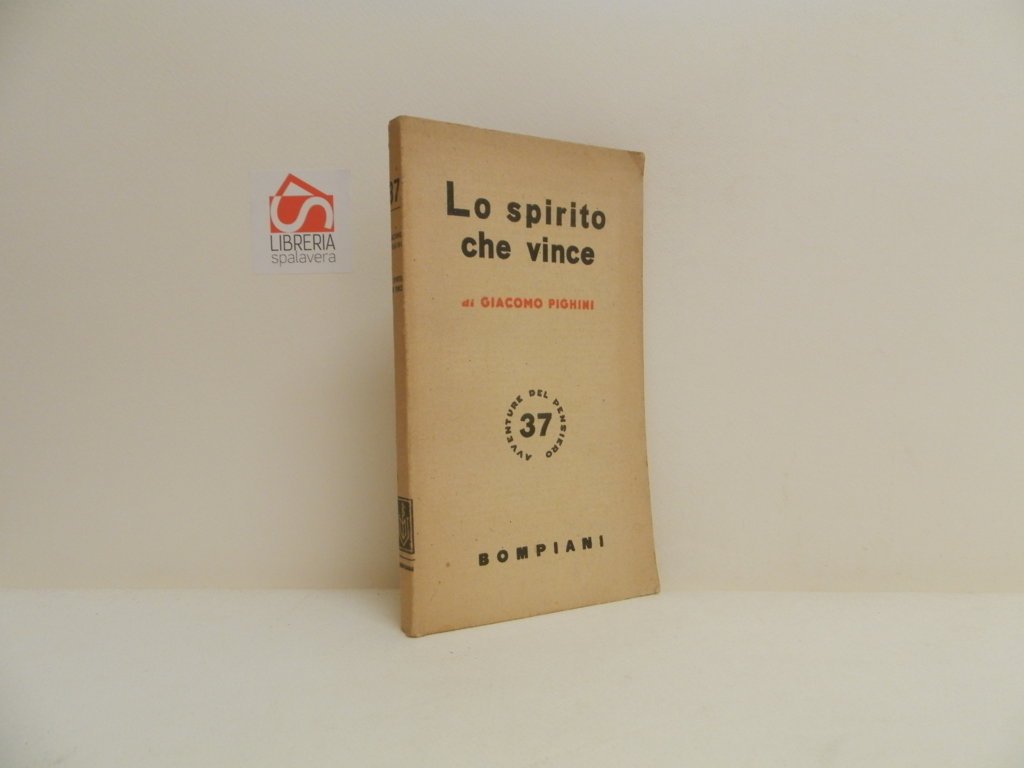 LIBRERIA
spalavera
37
Lo spirito
che vince
di GIACOMO PIGHINI
AVVENTURE DEL PENSIERO
37
BOMPIANI